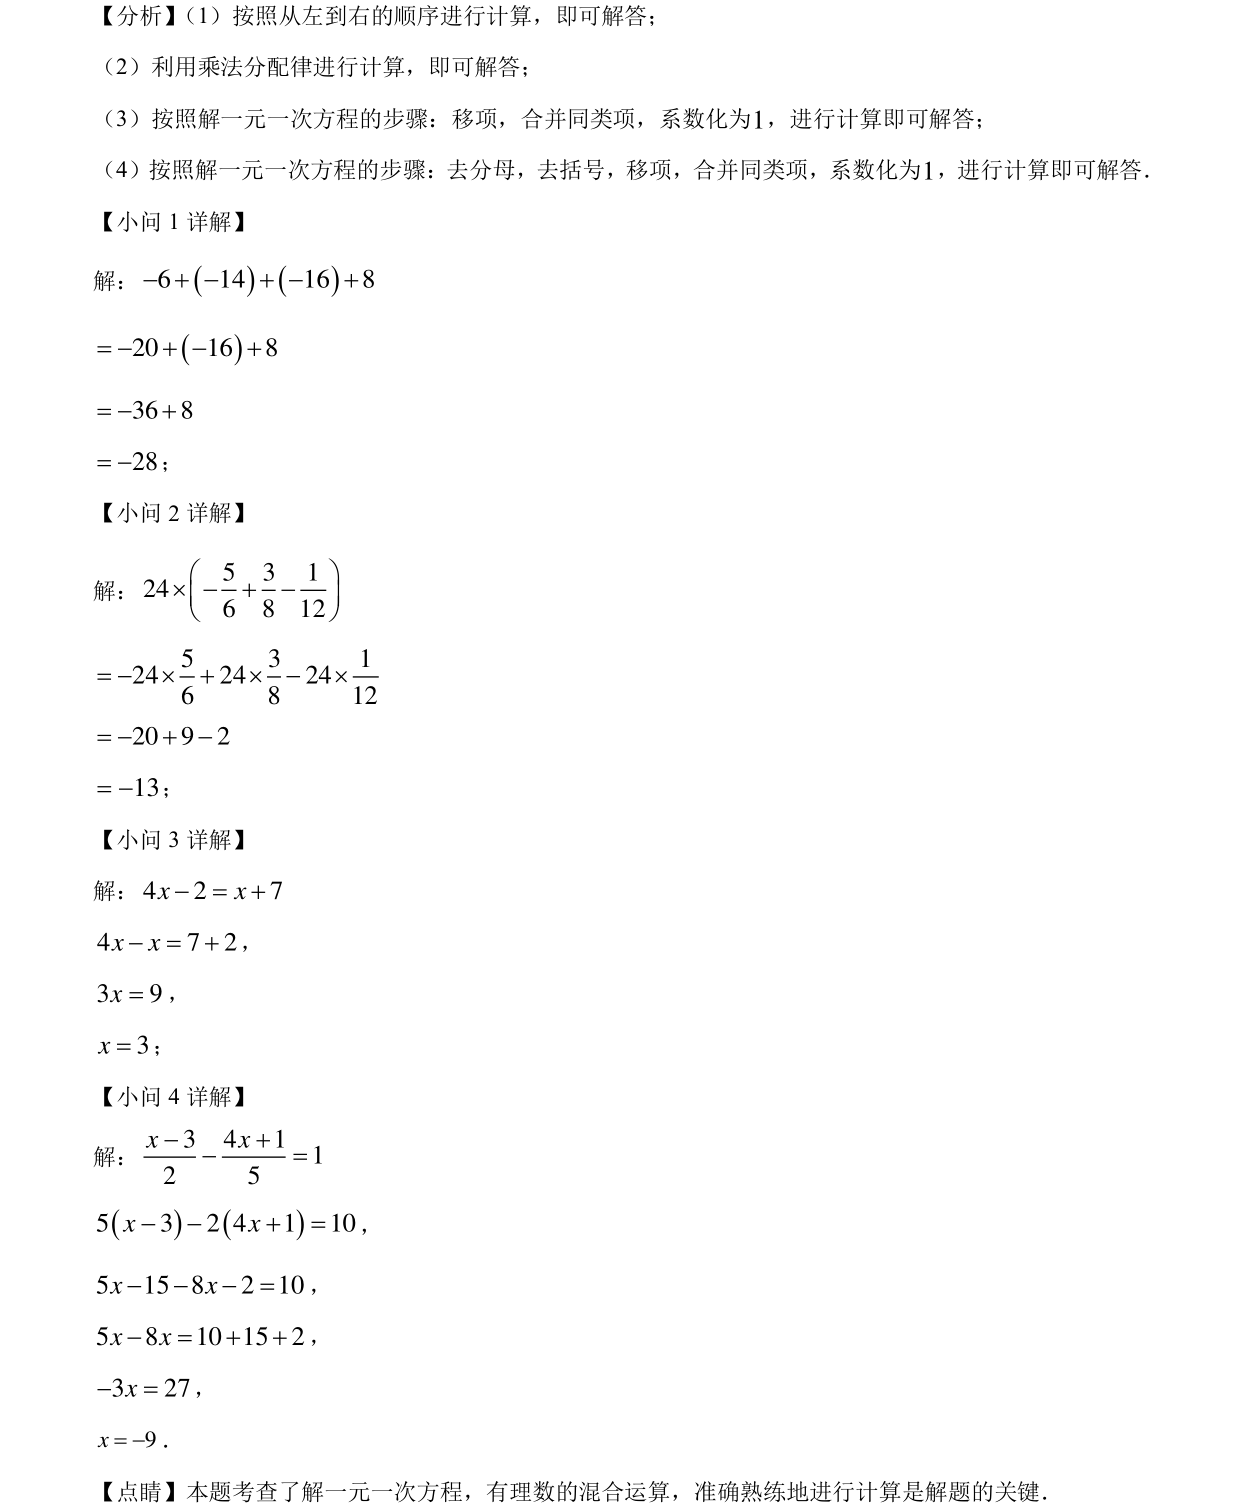 【分析】（1）按照从左到右的顺序进行计算，即可解答；
（2）利用乘法分配律进行计算，即可解答；
（3）按照解一元一次方程的步骤：移项，合并同类项，系数化为1，进行计算即可解答；
（4）按照解一元一次方程的步骤：去分母，去括号，移项，合并同类项，系数化为1，进行计算即可解答．
【小问 1 详解】
解：−6+(−14)+(−16)+8
=−20+(−16)+8
=−36+8
=−28；
【小问 2 详解】
解：24×(−5/6+3/8−1/12)
=−24×5/6+24×3/8−24×1/12
=−20+9−2
=−13；
【小问 3 详解】
解：4x−2=x+7
4x−x=7+2，
3x=9，
x=3；
【小问 4 详解】
解：(x−3)/2−(4x+1)/5=1
5(x−3)−2(4x+1)=10，
5x−15−8x−2=10，
5x−8x=10+15+2，
−3x=27，
x=−9．
【点睛】本题考查了解一元一次方程，有理数的混合运算，准确熟练地进行计算是解题的关键．